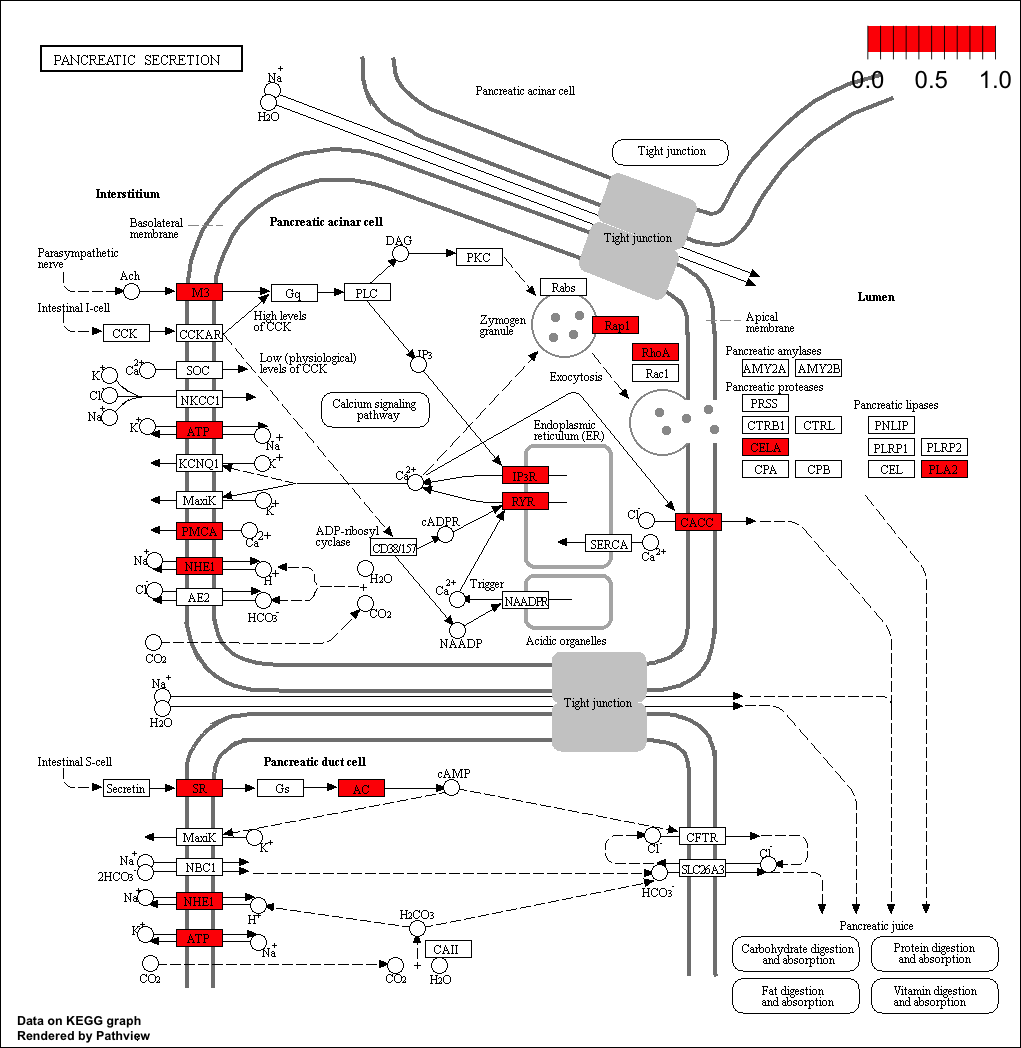 PANCREATIC SECRETION
0.0 0.5 1.0
Na+
H2O
Pancreatic acinar cell
Tight junction
Interstitium
Basolateral
membrane
Pancreatic acinar cell
Tight junction
Parasympathetic
nerve
Ach
M3
Gq
PLC
DAG
PKC
Rabs
Lumen
Intestinal I-cell
CCK
CCKAR
High levels
of CCK
Zymogen
granule
Rap1
Apical
membrane
Low (physiological)
levels of CCK
IP3
RhoA
Rac1
Exocytosis
Pancreatic amylases
AMY2A
AMY2B
Pancreatic proteases
PRSS
CTRB1
CTRL
CELA
CPA
CPB
Pancreatic lipases
PNLIP
PLRP1
PLRP2
CEL
PLA2
Ca2+
SOC
K+
Cl-
Na+
NKCC1
Calcium signaling
pathway
K+
ATP
Na+
Endoplasmic
reticulum (ER)
KCNQ1
K+
Ca2+
IP3R
RYR
MaxiK
K+
PMCA
Ca2+
ADP-ribosyl
cyclase
cADPR
CD38/157
Cl-
CACC
SERCA
Ca2+
Na+
NHE1
H+
H2O
+
Cl-
AE2
HCO3-
CO2
Ca2+
Trigger
NAADPR
NAADP
Acidic organelles
CO2
Na+
H2O
Tight junction
Intestinal S-cell
Pancreatic duct cell
Secretin
SR
Gs
AC
cAMP
MaxiK
K+
Cl-
CFTR
Cl-
Na+
2HCO3-
NBC1
HCO3-
SLC26A3
Na+
NHE1
H+
H2CO3
K+
ATP
Na+
CAII
+
CO2
CO2
H2O
Pancreatic juice
Carbohydrate digestion
and absorption
Protein digestion
and absorption
Fat digestion
and absorption
Vitamin digestion
and absorption
Data on KEGG graph
Rendered by Pathview